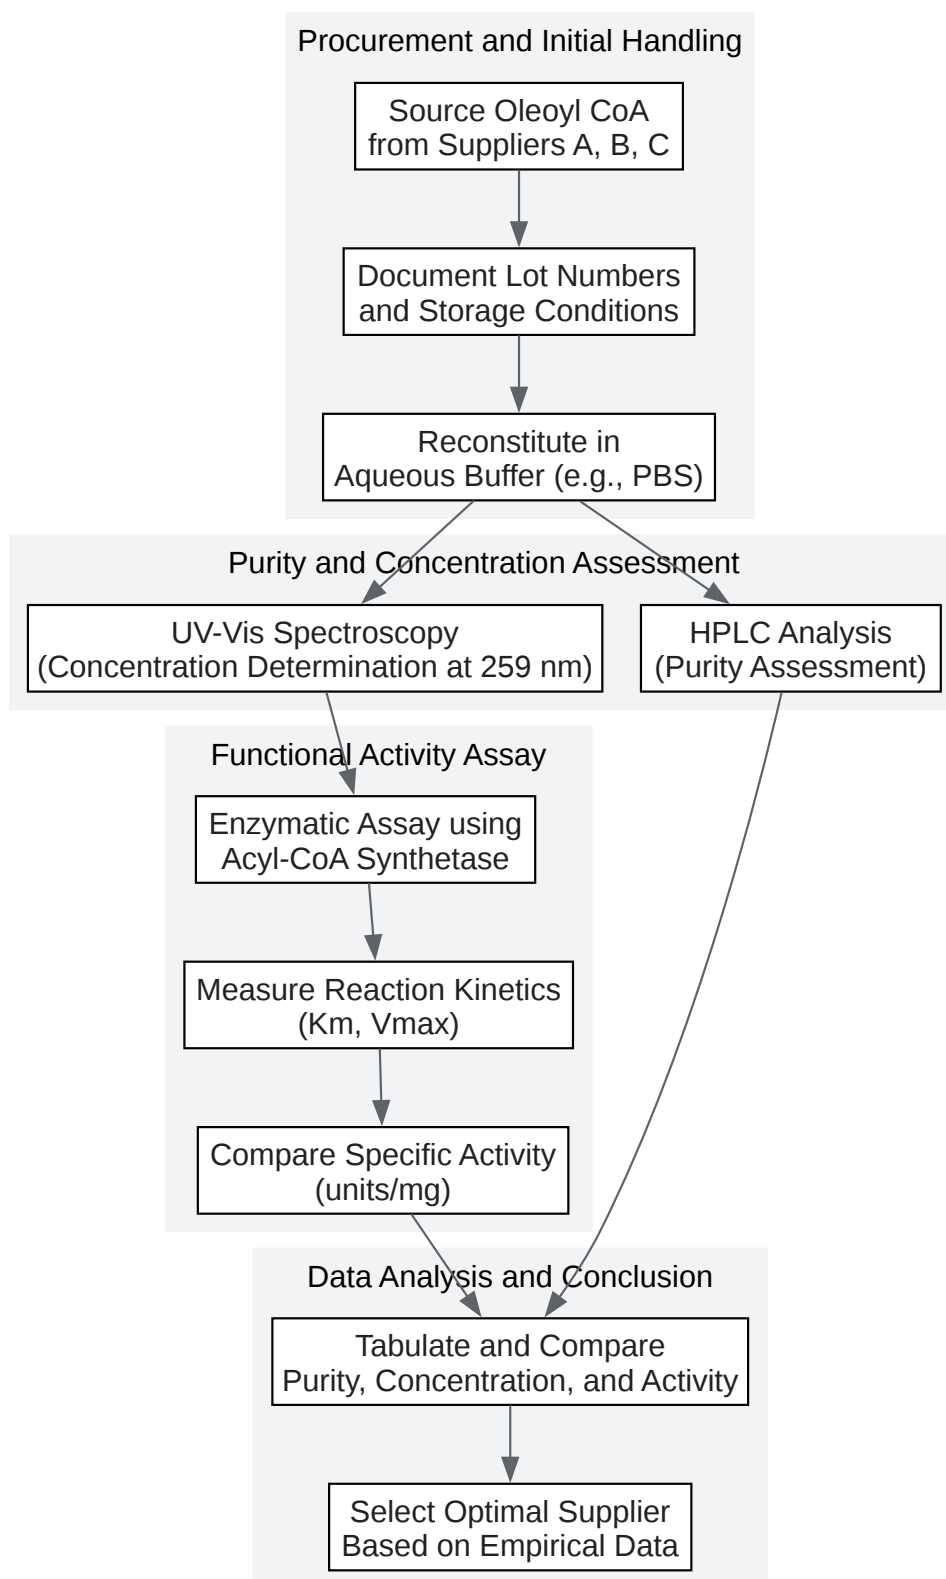 Procurement and Initial Handling
Source Oleoyl CoA
from Suppliers A, B, C
Document Lot Numbers
and Storage Conditions
Reconstitute in
Aqueous Buffer (e.g., PBS)
Purity and Concentration Assessment
UV-Vis Spectroscopy
(Concentration Determination at 259 nm)
HPLC Analysis
(Purity Assessment)
Functional Activity Assay
Enzymatic Assay using
Acyl-CoA Synthetase
Measure Reaction Kinetics
(Km, Vmax)
Compare Specific Activity
(units/mg)
Data Analysis and Conclusion
Tabulate and Compare
Purity, Concentration, and Activity
Select Optimal Supplier
Based on Empirical Data